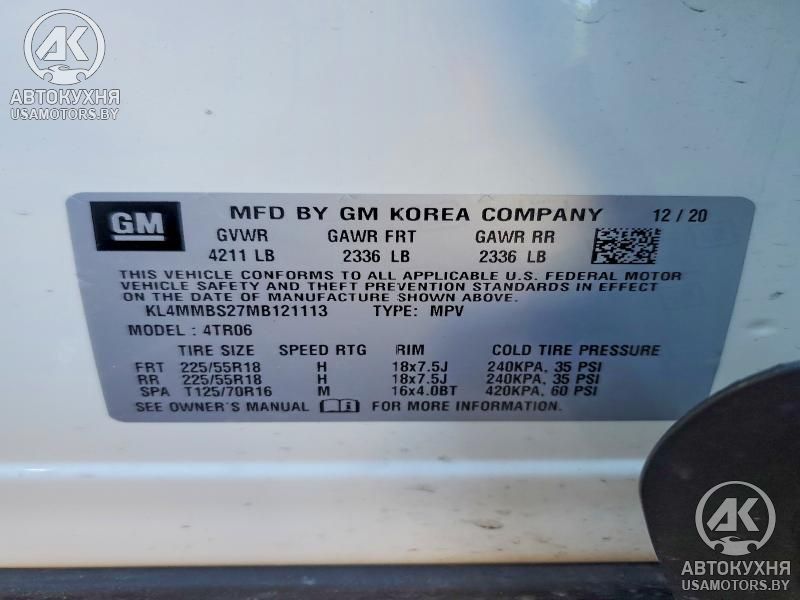 AK
АВТОКУХНЯ
USAMOTORS.BY
GM
MFD BY GM KOREA COMPANY 12 / 20
GVWR GAWR FRT GAWR RR
4211 LB 2336 LB 2336 LB
THIS VEHICLE CONFORMS TO ALL APPLICABLE U.S. FEDERAL MOTOR
VEHICLE SAFETY AND THEFT PREVENTION STANDARDS IN EFFECT
ON THE DATE OF MANUFACTURE SHOWN ABOVE.
KL4MMBS27MB121113 TYPE: MPV
MODEL : 4TR06
TIRE SIZE SPEED RTG RIM COLD TIRE PRESSURE
FRT 225/55R18 H 18x7.5J 240KPA, 35 PSI
RR 225/55R18 H 18x7.5J 240KPA, 35 PSI
SPA T125/70R16 M 16x4.0BT 420KPA, 60 PSI
SEE OWNER'S MANUAL FOR MORE INFORMATION.
AK
АВТОКУХНЯ
USAMOTORS.BY